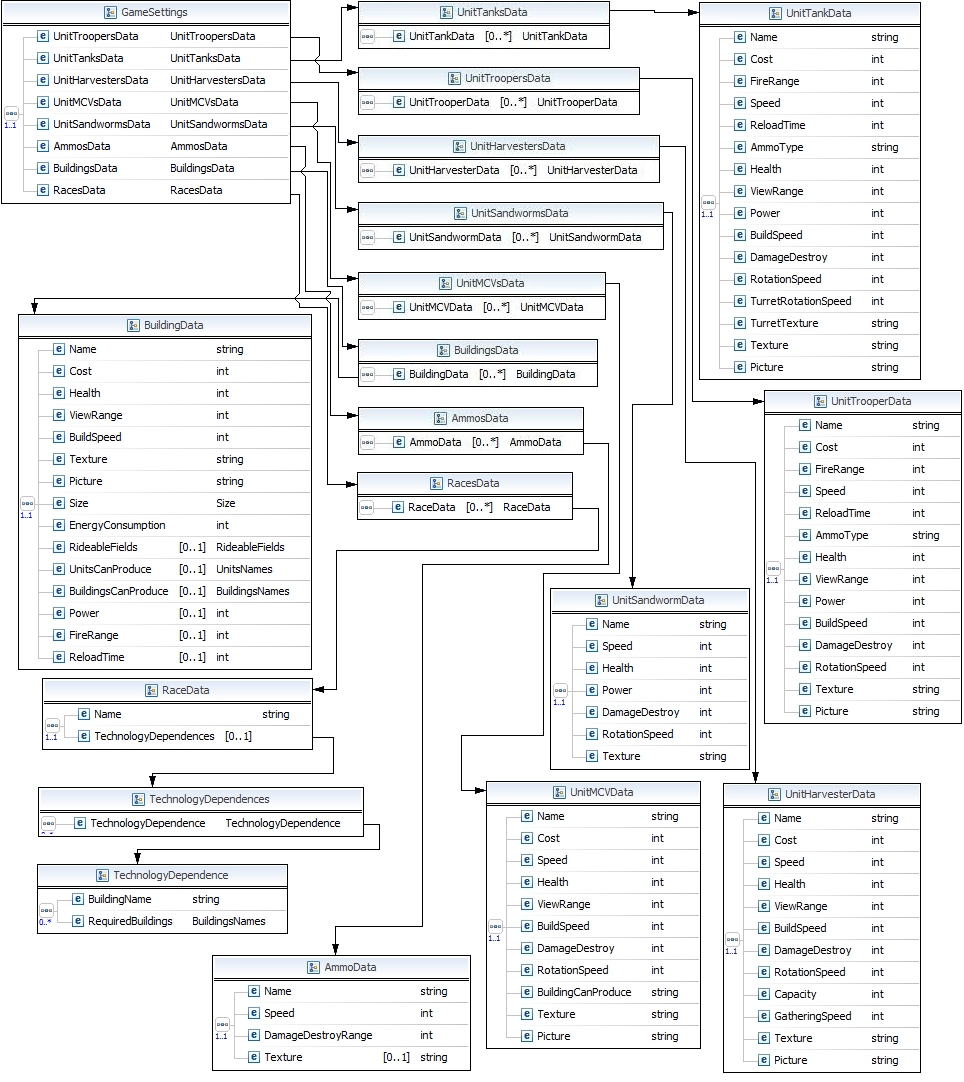 GameSettings
UnitTroopersData UnitTroopersData
UnitTanksData UnitTanksData
UnitHarvestersData UnitHarvestersData
UnitMCVsData UnitMCVsData
UnitSandwormsData UnitSandwormsData
AmmosData AmmosData
BuildingsData BuildingsData
RacesData RacesData
1..1
UnitTanksData
UnitTankData [0..*] UnitTankData
UnitTroopersData
UnitTrooperData [0..*] UnitTrooperData
UnitHarvestersData
UnitHarvesterData [0..*] UnitHarvesterData
UnitSandwormsData
UnitSandwormData [0..*] UnitSandwormData
UnitMCVsData
UnitMCVData [0..*] UnitMCVData
BuildingsData
BuildingData [0..*] BuildingData
AmmosData
AmmoData [0..*] AmmoData
RacesData
RaceData [0..*] RaceData
UnitTankData
Name string
Cost int
FireRange int
Speed int
ReloadTime int
AmmoType string
Health int
ViewRange int
Power int
BuildSpeed int
DamageDestroy int
RotationSpeed int
TurretRotationSpeed int
TurretTexture string
Texture string
Picture string
1..1
BuildingData
Name string
Cost int
Health int
ViewRange int
BuildSpeed int
Texture string
Picture string
Size Size
EnergyConsumption int
RideableFields [0..1] RideableFields
UnitsCanProduce [0..1] UnitsNames
BuildingsCanProduce [0..1] BuildingsNames
Power [0..1] int
FireRange [0..1] int
ReloadTime [0..1] int
1..1
UnitTrooperData
Name string
Cost int
FireRange int
Speed int
ReloadTime int
AmmoType string
Health int
ViewRange int
Power int
BuildSpeed int
DamageDestroy int
RotationSpeed int
Texture string
Picture string
1..1
UnitSandwormData
Name string
Speed int
Health int
Power int
DamageDestroy int
RotationSpeed int
Texture string
1..1
RaceData
Name string
TechnologyDependences [0..1]
1..1
TechnologyDependences
TechnologyDependence TechnologyDependence
0..*
TechnologyDependence
BuildingName string
RequiredBuildings BuildingsNames
0..*
UnitMCVData
Name string
Cost int
Speed int
Health int
ViewRange int
BuildSpeed int
DamageDestroy int
RotationSpeed int
BuildingCanProduce string
Texture string
Picture string
1..1
UnitHarvesterData
Name string
Cost int
Speed int
Health int
ViewRange int
BuildSpeed int
DamageDestroy int
RotationSpeed int
Capacity int
GatheringSpeed int
Texture string
Picture string
1..1
AmmoData
Name string
Speed int
DamageDestroyRange int
Texture [0..1] string
1..1